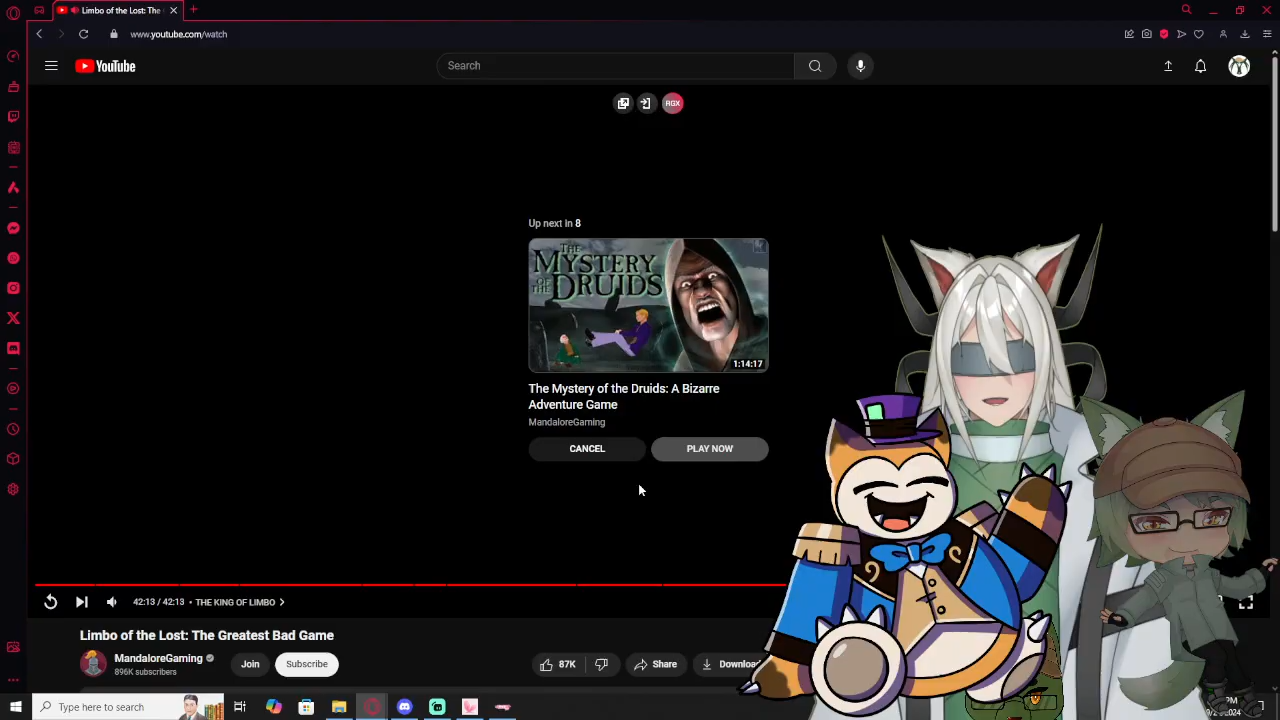 Limbo of the Lost: The
www.youtube.com/watch
YouTube
Search
RGX
Up next in 8
THE
MYSTERY
OF THE DRUIDS
1:14:17
The Mystery of the Druids: A Bizarre
Adventure Game
MandaloreGaming
CANCEL
PLAY NOW
42:13 / 42:13 • THE KING OF LIMBO
Limbo of the Lost: The Greatest Bad Game
MandaloreGaming
896K subscribers
Join
Subscribe
87K
Share
Download
Type here to search